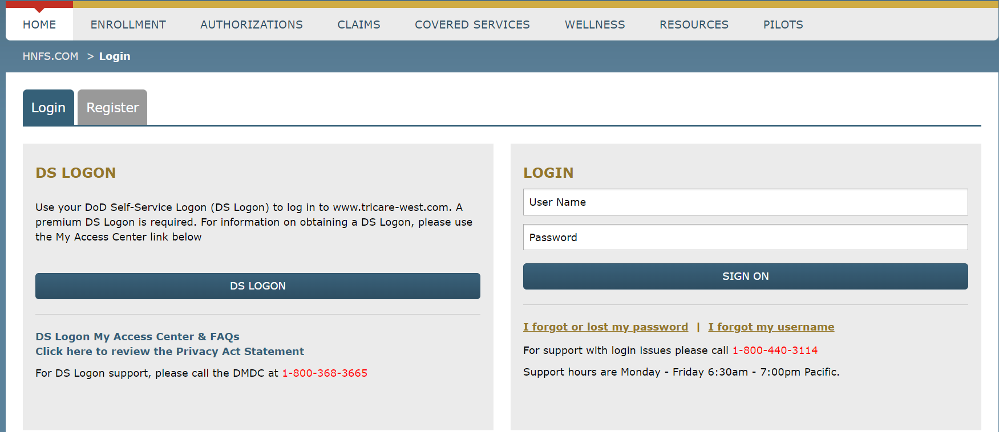 HOME ENROLLMENT AUTHORIZATIONS CLAIMS COVERED SERVICES WELLNESS RESOURCES PILOTS
HNFS.COM > Login
Login Register
DS LOGON
Use your DoD Self-Service Logon (DS Logon) to log in to www.tricare-west.com. A
premium DS Logon is required. For information on obtaining a DS Logon, please use
the My Access Center link below
DS LOGON
DS Logon My Access Center & FAQs
Click here to review the Privacy Act Statement
For DS Logon support, please call the DMDC at 1-800-368-3665
LOGIN
User Name
Password
SIGN ON
I forgot or lost my password | I forgot my username
For support with login issues please call 1-800-440-3114
Support hours are Monday - Friday 6:30am - 7:00pm Pacific.